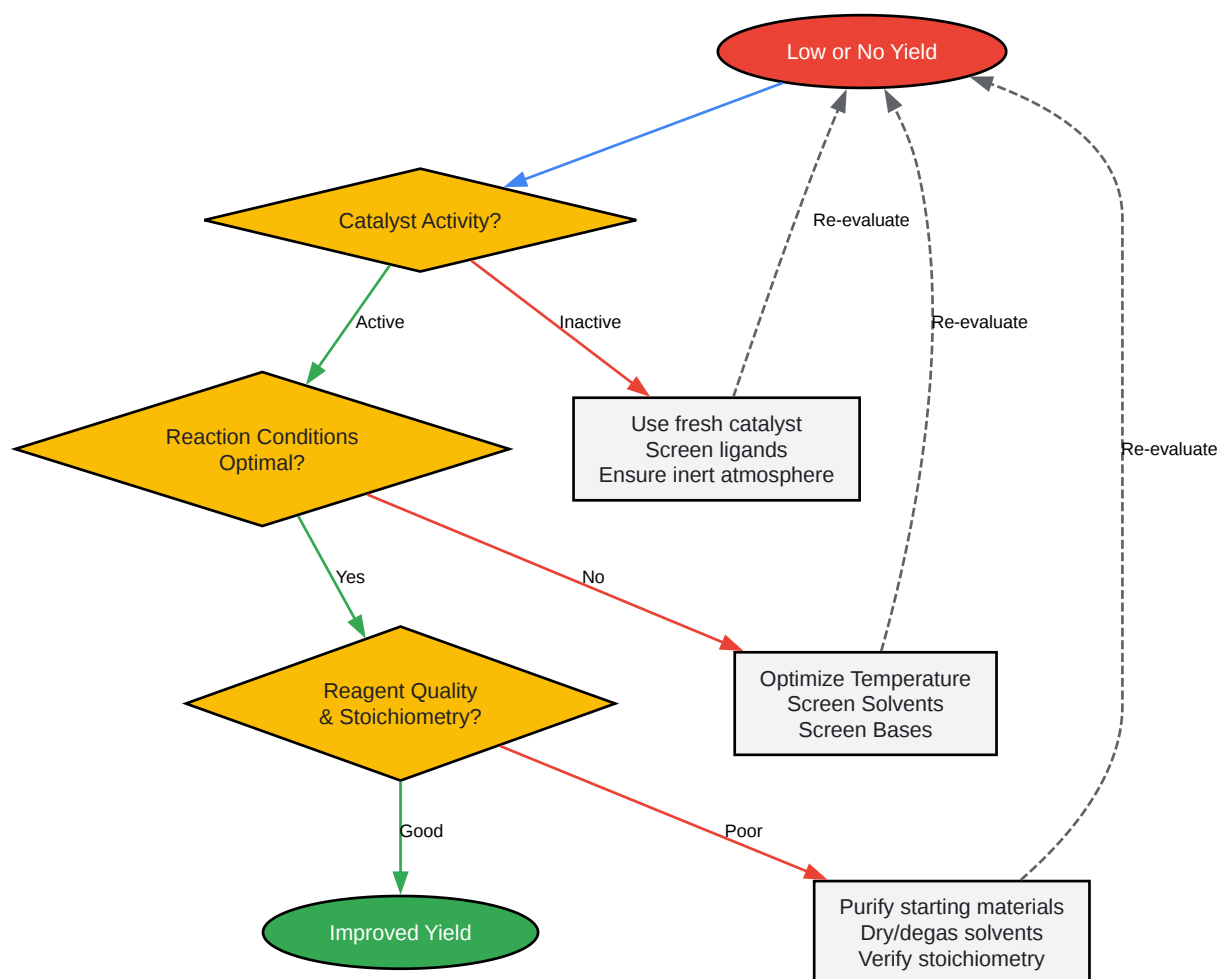 Low or No Yield
Catalyst Activity?
Re-evaluate
Active
Inactive
Re-evaluate
Reaction Conditions
Optimal?
Use fresh catalyst
Screen ligands
Ensure inert atmosphere
Re-evaluate
Yes
No
Reagent Quality
& Stoichiometry?
Optimize Temperature
Screen Solvents
Screen Bases
Good
Poor
Improved Yield
Purify starting materials
Dry/degas solvents
Verify stoichiometry